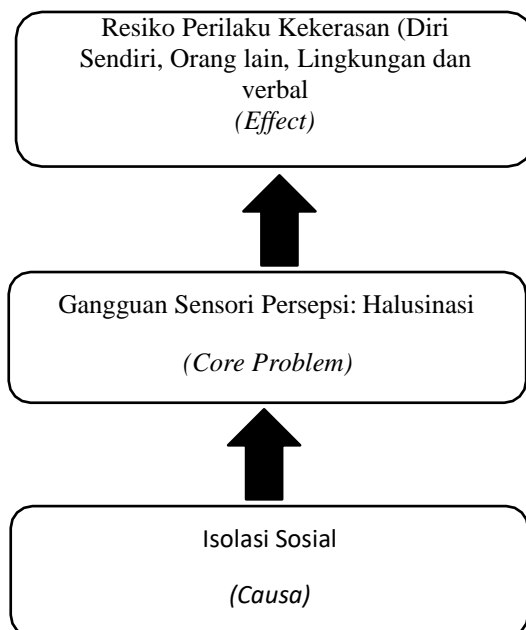 Resiko Perilaku Kekerasan (Diri
Sendiri, Orang lain, Lingkungan dan
verbal
(Effect)
Gangguan Sensori Persepsi: Halusinasi
(Core Problem)
Isolasi Sosial
(Causa)